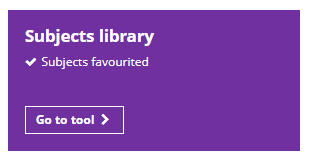 Subjects library
Subjects favourited
Go to tool